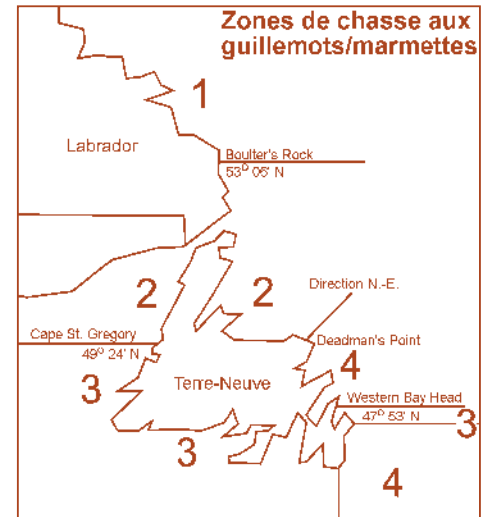 Zones de chasse aux
guillemots/marmettes
1
Labrador
Boulter's Rock
53° 06' N
2
2
Direction N.-E.
Cape St. Gregory
49° 24' N
Deadman's Point
4
3
Terre-Neuve
Western Bay Head
47° 53' N
3
3
4